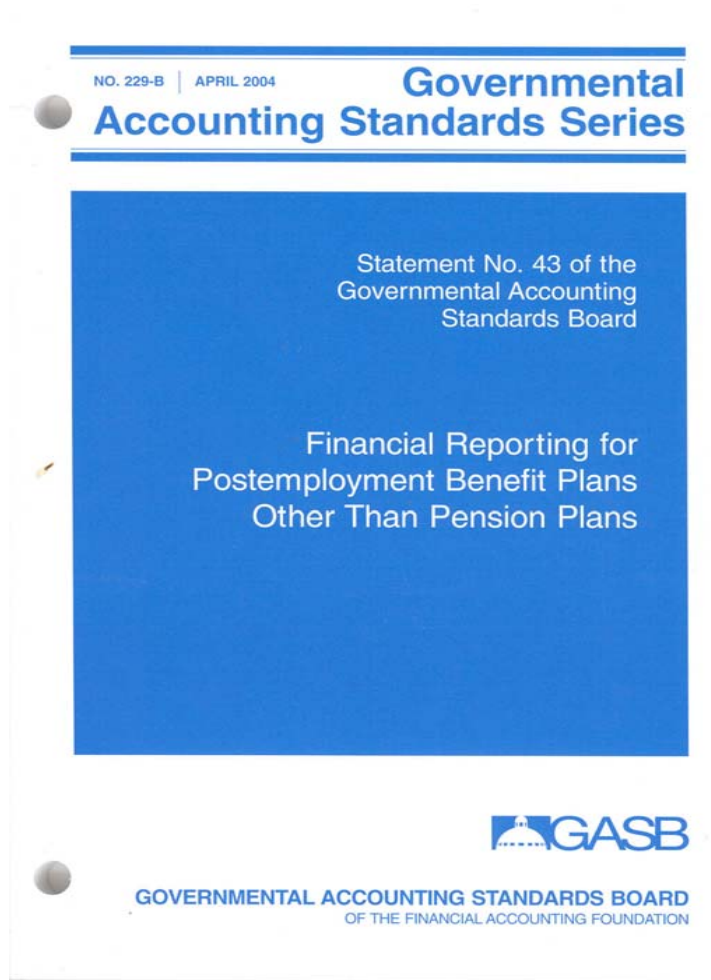 NO. 229-B | APRIL 2004
Governmental
Accounting Standards Series
Statement No. 43 of the
Governmental Accounting
Standards Board
Financial Reporting for
Postemployment Benefit Plans
Other Than Pension Plans
GASB
GOVERNMENTAL ACCOUNTING STANDARDS BOARD
OF THE FINANCIAL ACCOUNTING FOUNDATION